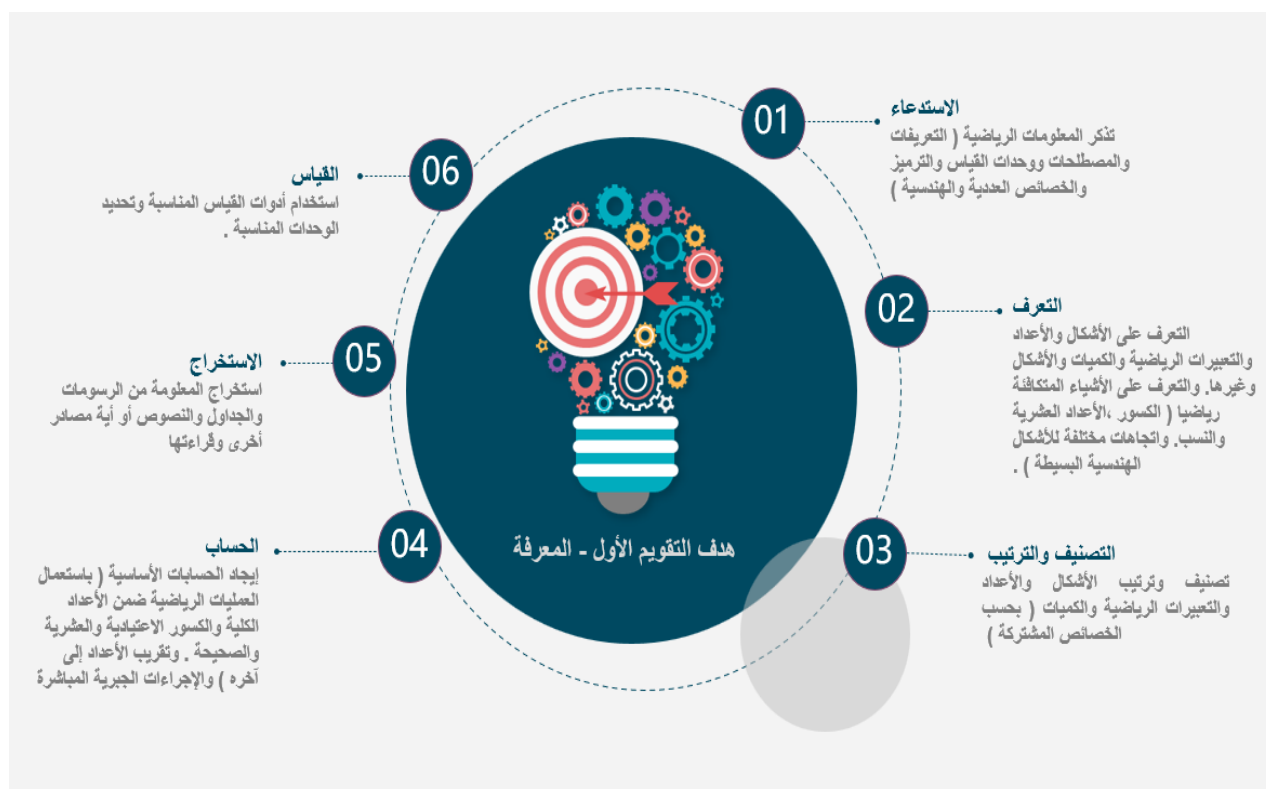 01
الاستدعاء
تذكر المعلومات الرياضية ( التعريفات
والمصطلحات ووحدات القياس والترميز
والخصائص العددية والهندسية )
02
التعرف
التعرف على الأشكال والأعداد
والتعبيرات الرياضية والكميات والأشكال
وغيرها. والتعرف على الأشياء المتكافئة
رياضيا ( الكسور ،الأعداد العشرية
والنسب. واتجاهات مختلفة للأشكال
الهندسية البسيطة ) .
03
التصنيف والترتيب
تصنيف وترتيب الأشكال والأعداد
والتعبيرات الرياضية والكميات ( بحسب
الخصائص المشتركة )
04
الحساب
إيجاد الحسابات الأساسية ( باستعمال
العمليات الرياضية ضمن الأعداد
الكلية والكسور الاعتيادية والعشرية
والصحيحة . وتقريب الأعداد إلى
آخره ) والإجراءات الجبرية المباشرة
05
الاستخراج
استخراج المعلومة من الرسومات
والجداول والنصوص أو أية مصادر
أخرى وقراءتها
06
القياس
استخدام أدوات القياس المناسبة وتحديد
الوحدات المناسبة .
هدف التقويم الأول - المعرفة